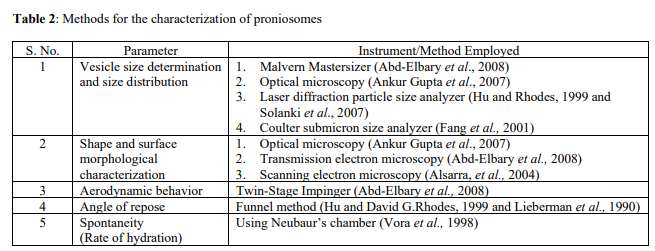 Table 2: Methods for the characterization of proniosomes
S. No. Parameter Instrument/Method Employed
1 Vesicle size determination 1. Malvern Mastersizer (Abd-Elbary et al., 2008)
and size distribution 2. Optical microscopy (Ankur Gupta et al., 2007)
3. Laser diffraction particle size analyzer (Hu and Rhodes, 1999 and
Solanki et al., 2007)
4. Coulter submicron size analyzer (Fang et al., 2001)
2 Shape and surface 1. Optical microscopy (Ankur Gupta et al., 2007)
morphological 2. Transmission electron microscopy (Abd-Elbary et al., 2008)
characterization 3. Scanning electron microscopy (Alsarra, et al., 2004)
3 Aerodynamic behavior Twin-Stage Impinger (Abd-Elbary et al., 2008)
4 Angle of repose Funnel method (Hu and David G.Rhodes, 1999 and Lieberman et al., 1990)
5 Spontaneity Using Neubaur's chamber (Vora et al., 1998)
(Rate of hydration)